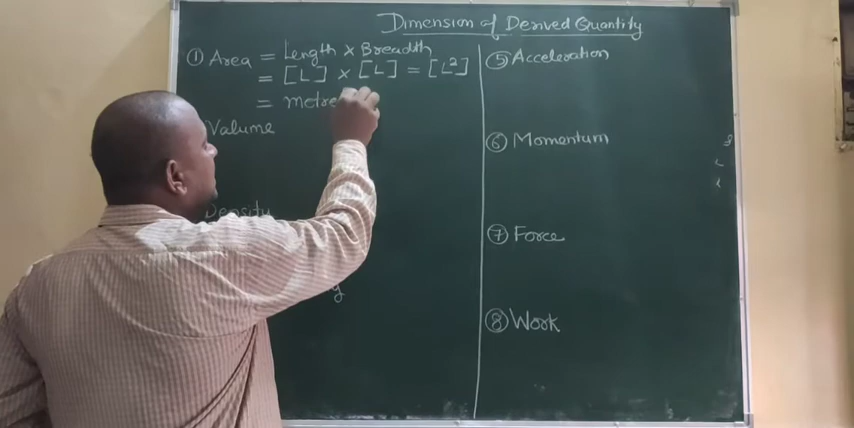 Dimension of Derived Quantity
① Area = Length × Breadth
= [L] × [L] = [L²]
= metre
Valume
Density
y
⑤ Acceleration
⑥ Momentum
⑦ Force
⑧ Work